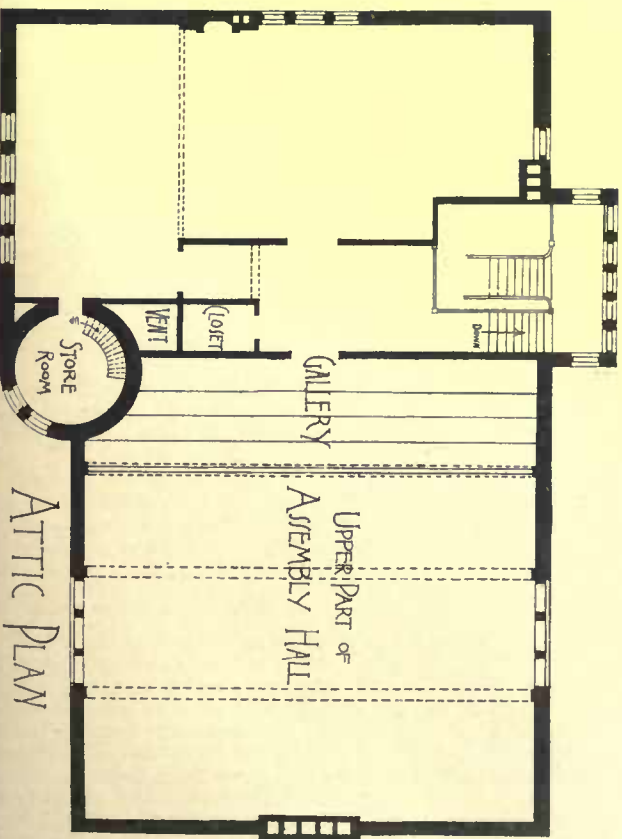 DOWN
GALLERY
UPPER PART OF
ASSEMBLY HALL
CLOSET
VENT
STORE
ROOM
ATTIC PLAN